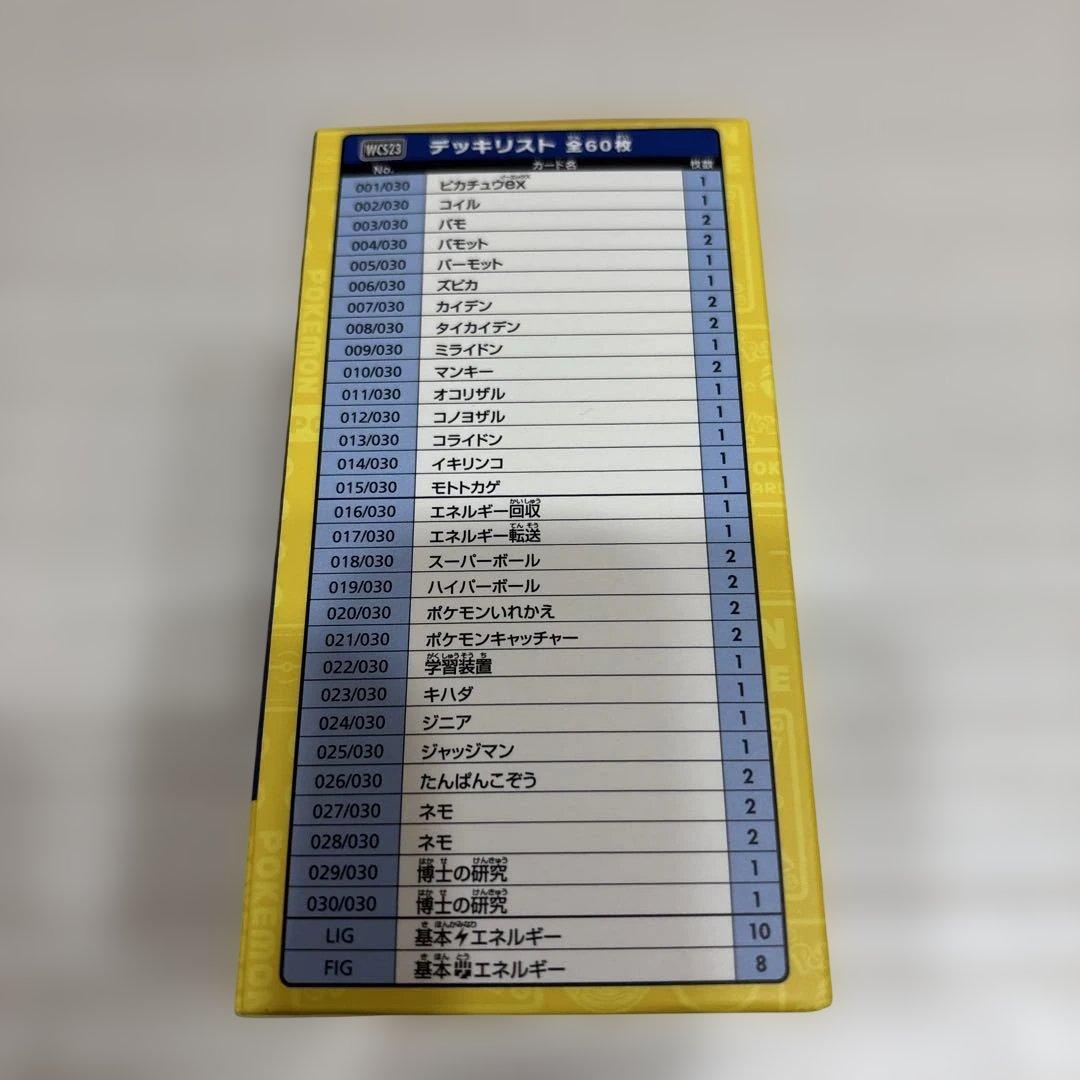 WCS23 デッキリスト 全60枚
No. カード名 枚数
001/030 ピカチュウex 1
002/030 コイル 1
003/030 パモ 2
004/030 パモット 2
005/030 パーモット 1
006/030 ズピカ 1
007/030 カイデン 2
008/030 タイカイデン 2
009/030 ミライドン 1
010/030 マンキー 2
011/030 オコリザル 1
012/030 コノヨザル 1
013/030 コライドン 1
014/030 イキリンコ 1
015/030 モトトカゲ 1
016/030 エネルギー回収 1
017/030 エネルギー転送 1
018/030 スーパーボール 2
019/030 ハイパーボール 2
020/030 ポケモンいれかえ 2
021/030 ポケモンキャッチャー 2
022/030 学習装置 1
023/030 キハダ 1
024/030 ジニア 1
025/030 ジャッジマン 1
026/030 たんぱんこぞう 2
027/030 ネモ 2
028/030 ネモ 2
029/030 博士の研究 1
030/030 博士の研究 1
LIG 基本エネルギー 10
FIG 基本エネルギー 8
POKEMON
POKEMON